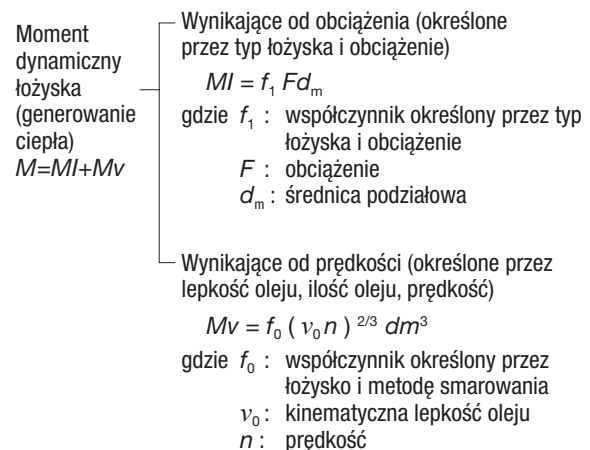 Moment
dynamiczny
łożyska
(generowanie
ciepła)
M=MI+Mv
Wynikające od obciążenia (określone
przez typ łożyska i obciążenie)
MI = f₁ Fdₘ
gdzie f₁ : współczynnik określony przez typ
łożyska i obciążenie
F : obciążenie
dₘ : średnica podziałowa
Wynikające od prędkości (określone przez
lepkość oleju, ilość oleju, prędkość)
Mv = f₀ ( ν₀n ) ²/³ dm³
gdzie f₀ : współczynnik określony przez
łożysko i metodę smarowania
ν₀ : kinematyczna lepkość oleju
n : prędkość